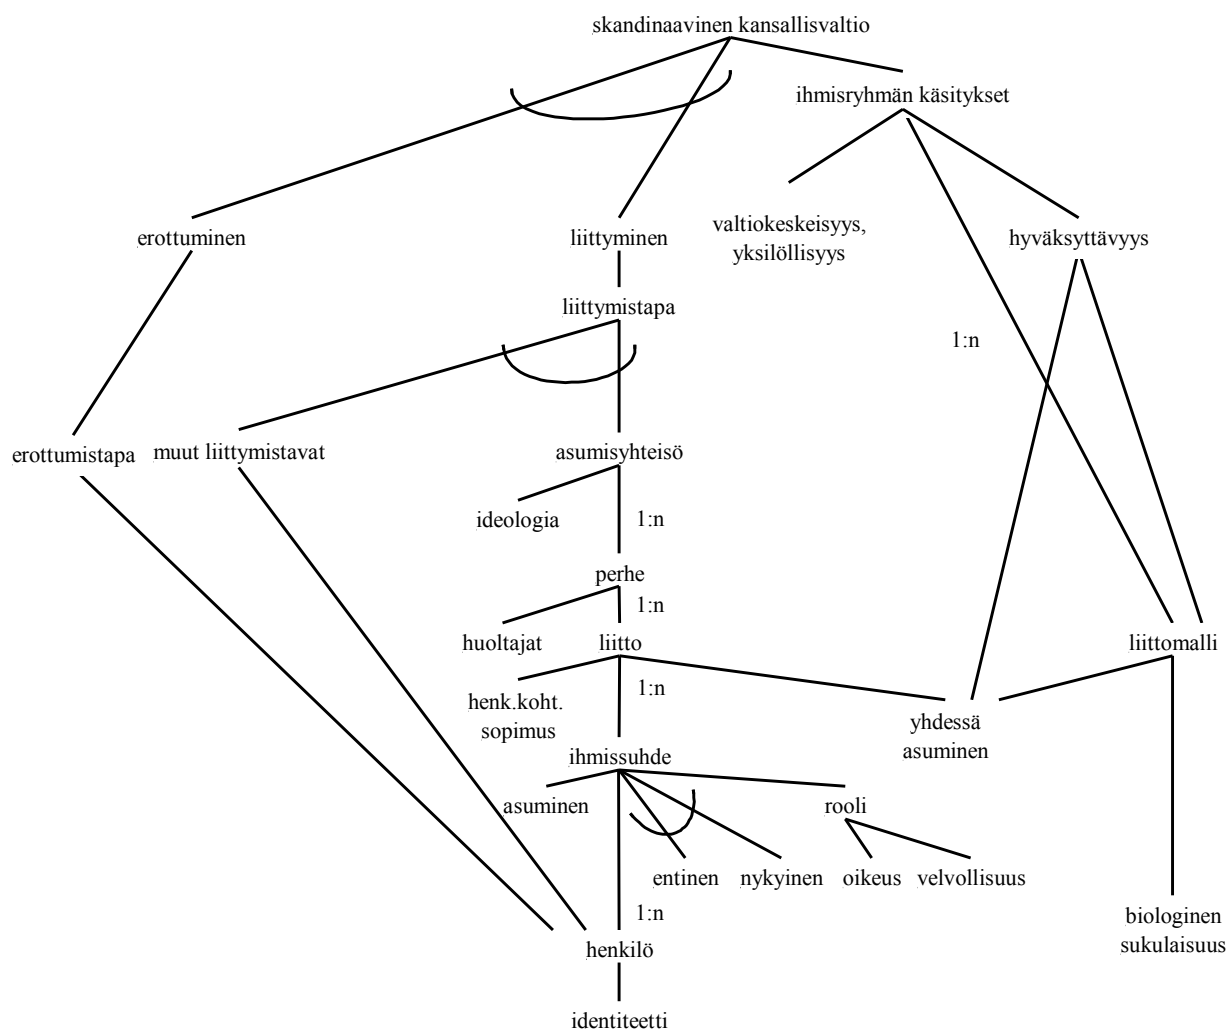 skandinaavinen kansallisvaltio
ihmisryhmän käsitykset
erottuminen
liittyminen
valtiokeskeisyys,
yksilöllisyys
hyväksyttävyys
liittymistapa
1:n
erottumistapa
muut liittymistavat
asumisyhteisö
ideologia
1:n
perhe
1:n
huoltajat
liitto
liittomalli
henk.koht.
sopimus
1:n
yhdessä
asuminen
ihmissuhde
asuminen
rooli
entinen
nykyinen
oikeus
velvollisuus
1:n
biologinen
sukulaisuus
henkilö
identiteetti